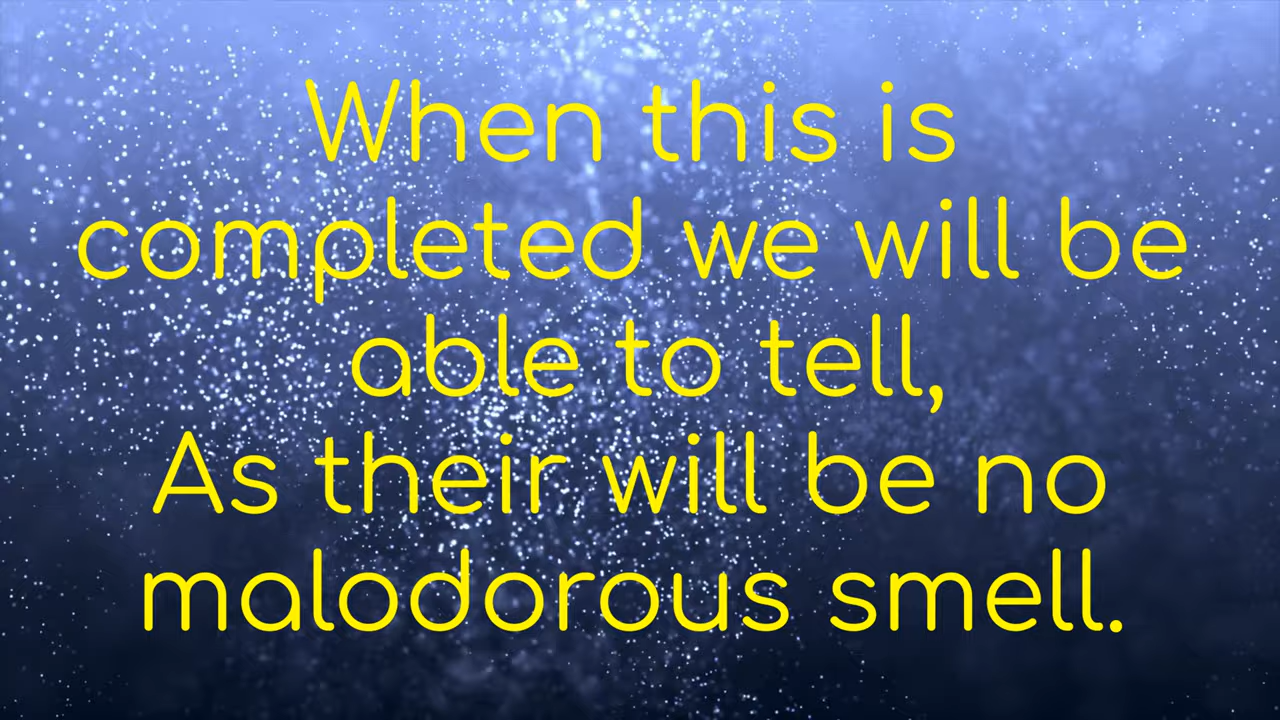 When this is
completed we will be
able to tell,
As their will be no
malodorous smell.